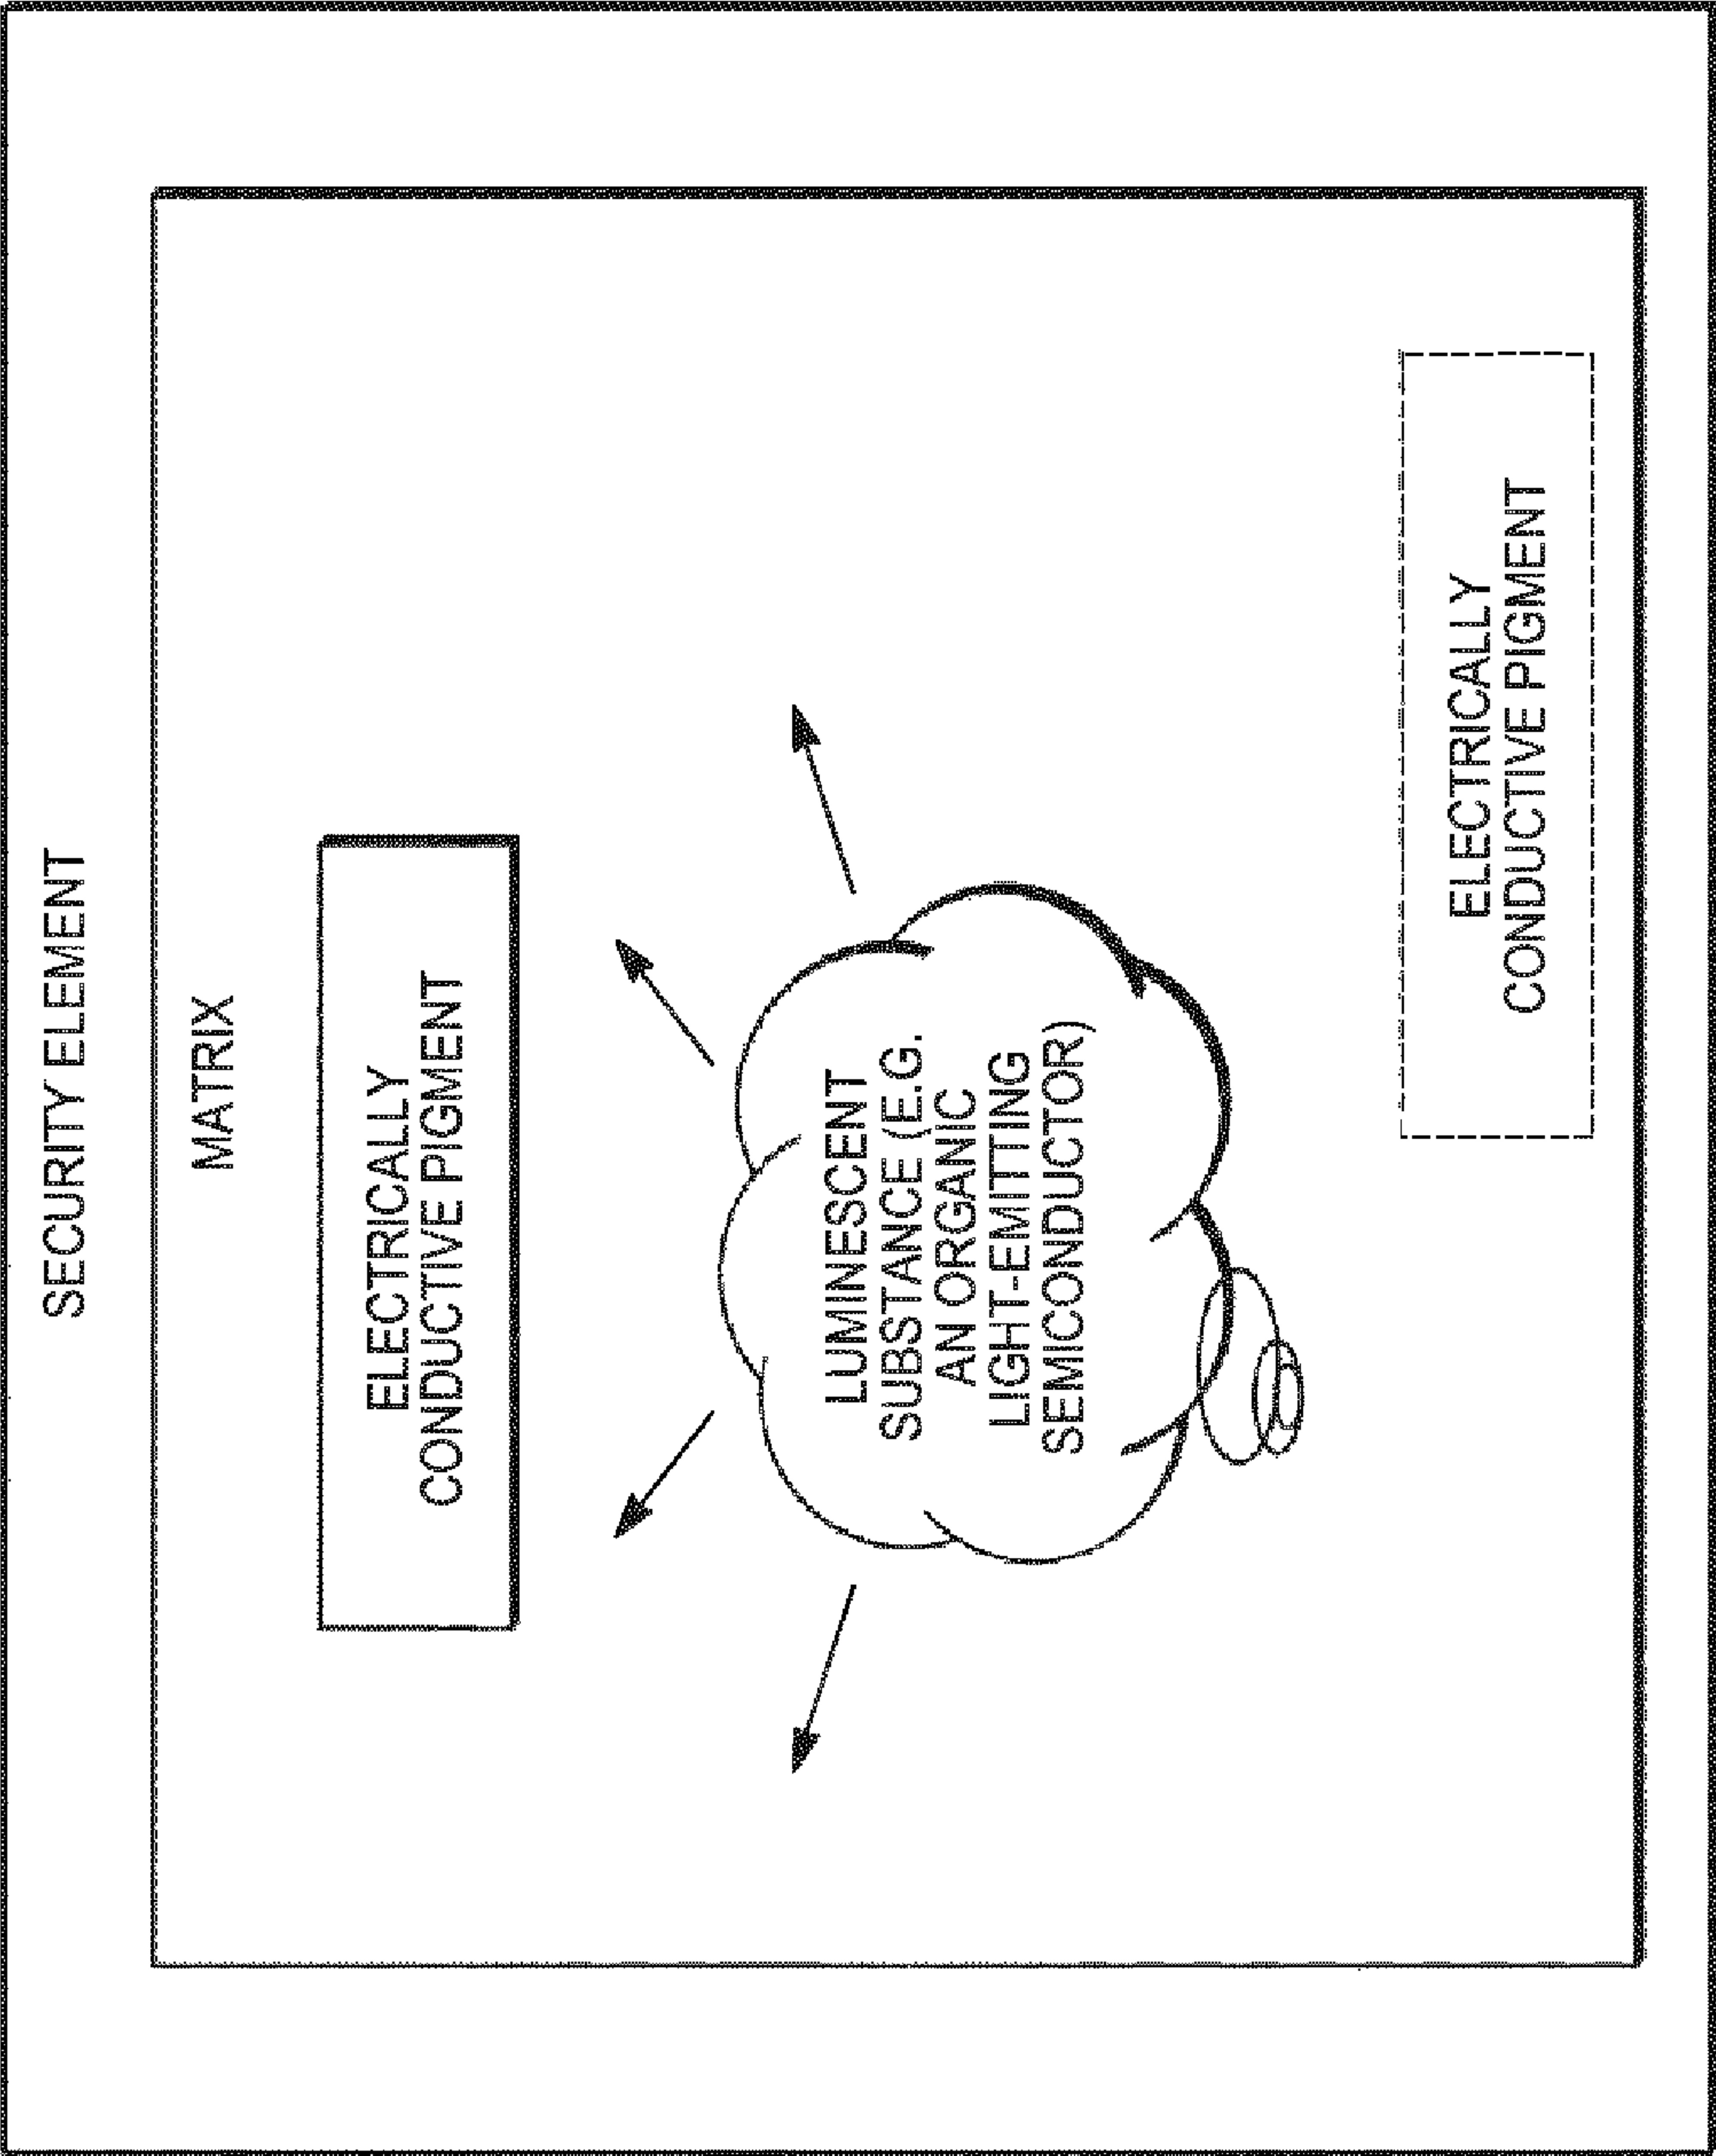 SECURITY ELEMENT
MATRIX
ELECTRICALLY
CONDUCTIVE PIGMENT
LUMINESCENT
SUBSTANCE (E.G.
AN ORGANIC
LIGHT-EMITTING
SEMICONDUCTOR)
ELECTRICALLY
CONDUCTIVE PIGMENT